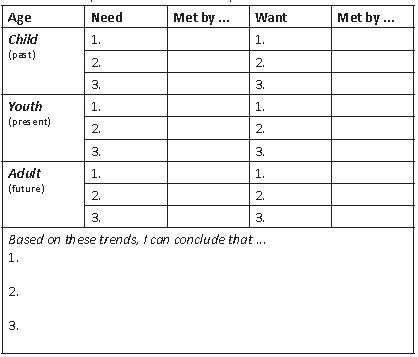 Age Need Met by ... Want Met by ...
Child 1. 1.
(past)
2. 2.
3. 3.
Youth 1. 1.
(present)
2. 2.
3. 3.
Adult 1. 1.
(future)
2. 2.
3. 3.
Based on these trends, I can conclude that ...
1.
2.
3.